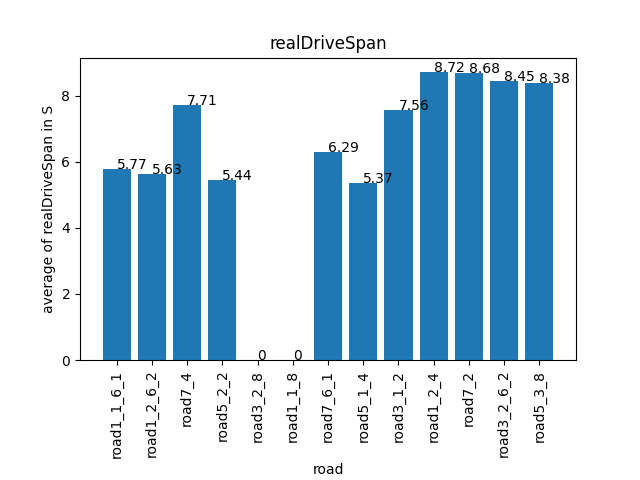 realDriveSpan
average of realDriveSpan in S
8
6
4
2
0
5.77
5.63
7.71
5.44
0
0
6.29
5.37
7.56
8.72
8.68
8.45
8.38
road1_1_6_1
road1_2_6_2
road7_4
road5_2_2
road3_2_8
road1_1_8
road7_6_1
road5_1_4
road3_1_2
road1_2_4
road7_2
road3_2_6_2
road5_3_8
road